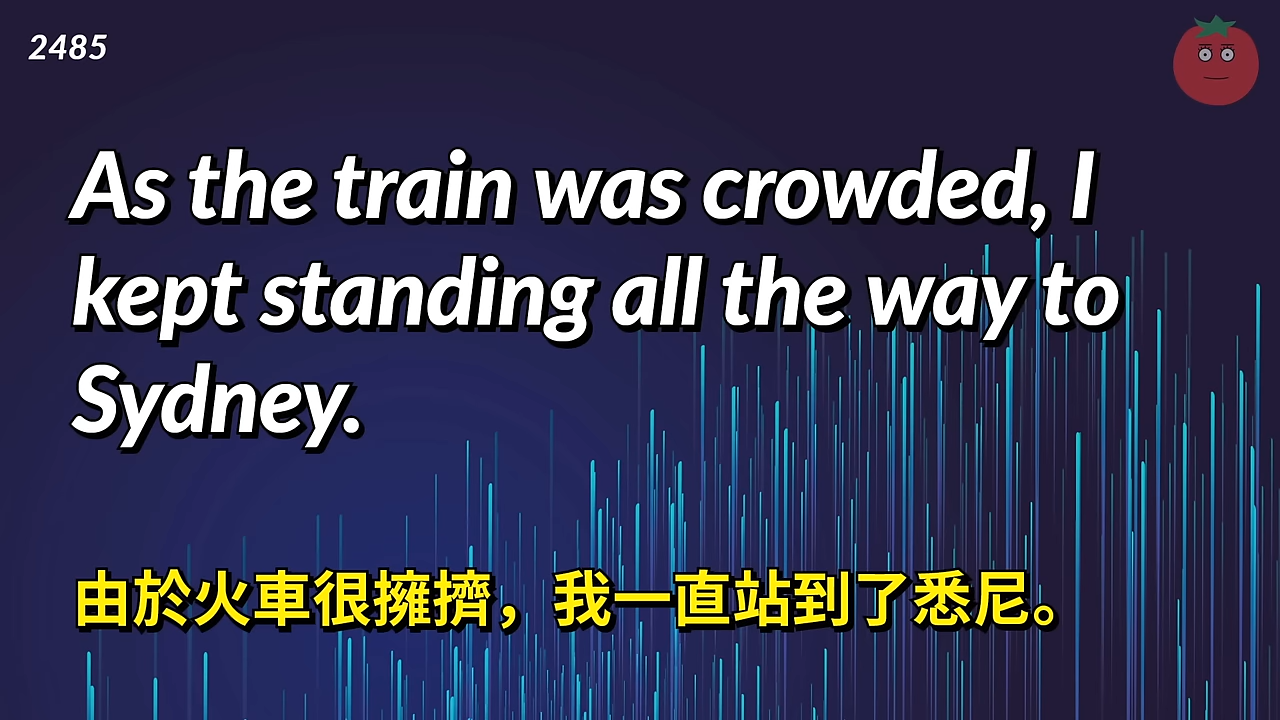 2485
As the train was crowded, I
kept standing all the way to
Sydney.
由於火車很擁擠，我一直站到了悉尼。